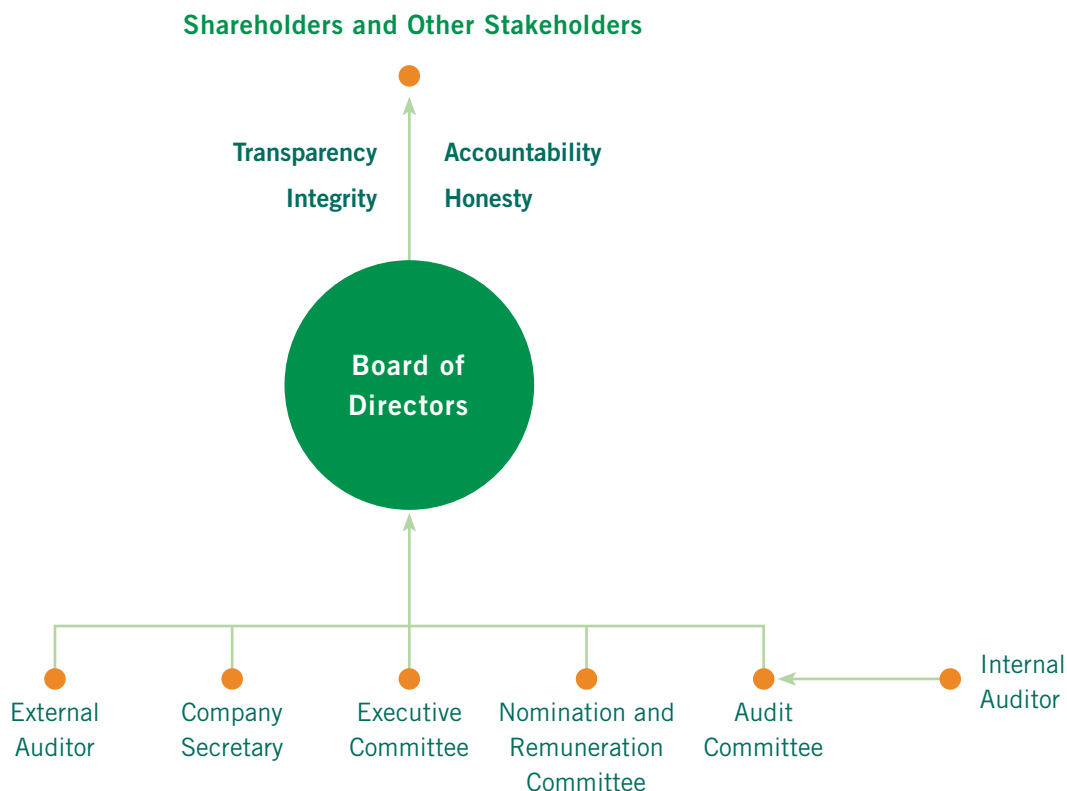 Shareholders and Other Stakeholders
Transparency
Accountability
Integrity
Honesty
Board of
Directors
External
Auditor
Company
Secretary
Executive
Committee
Nomination and
Remuneration
Committee
Audit
Committee
Internal
Auditor